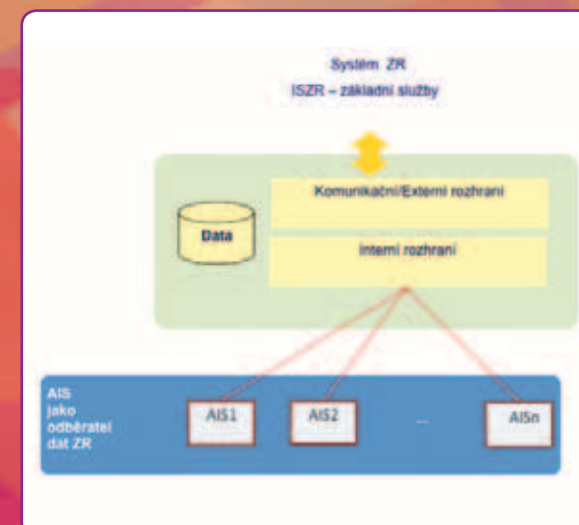 Systém ZR
ISZR – základní služby
Komunikační/Externí rozhraní
Data
Interní rozhraní
AIS
jako
odběratel
dat ZR
AIS1
AIS2
...
AISn